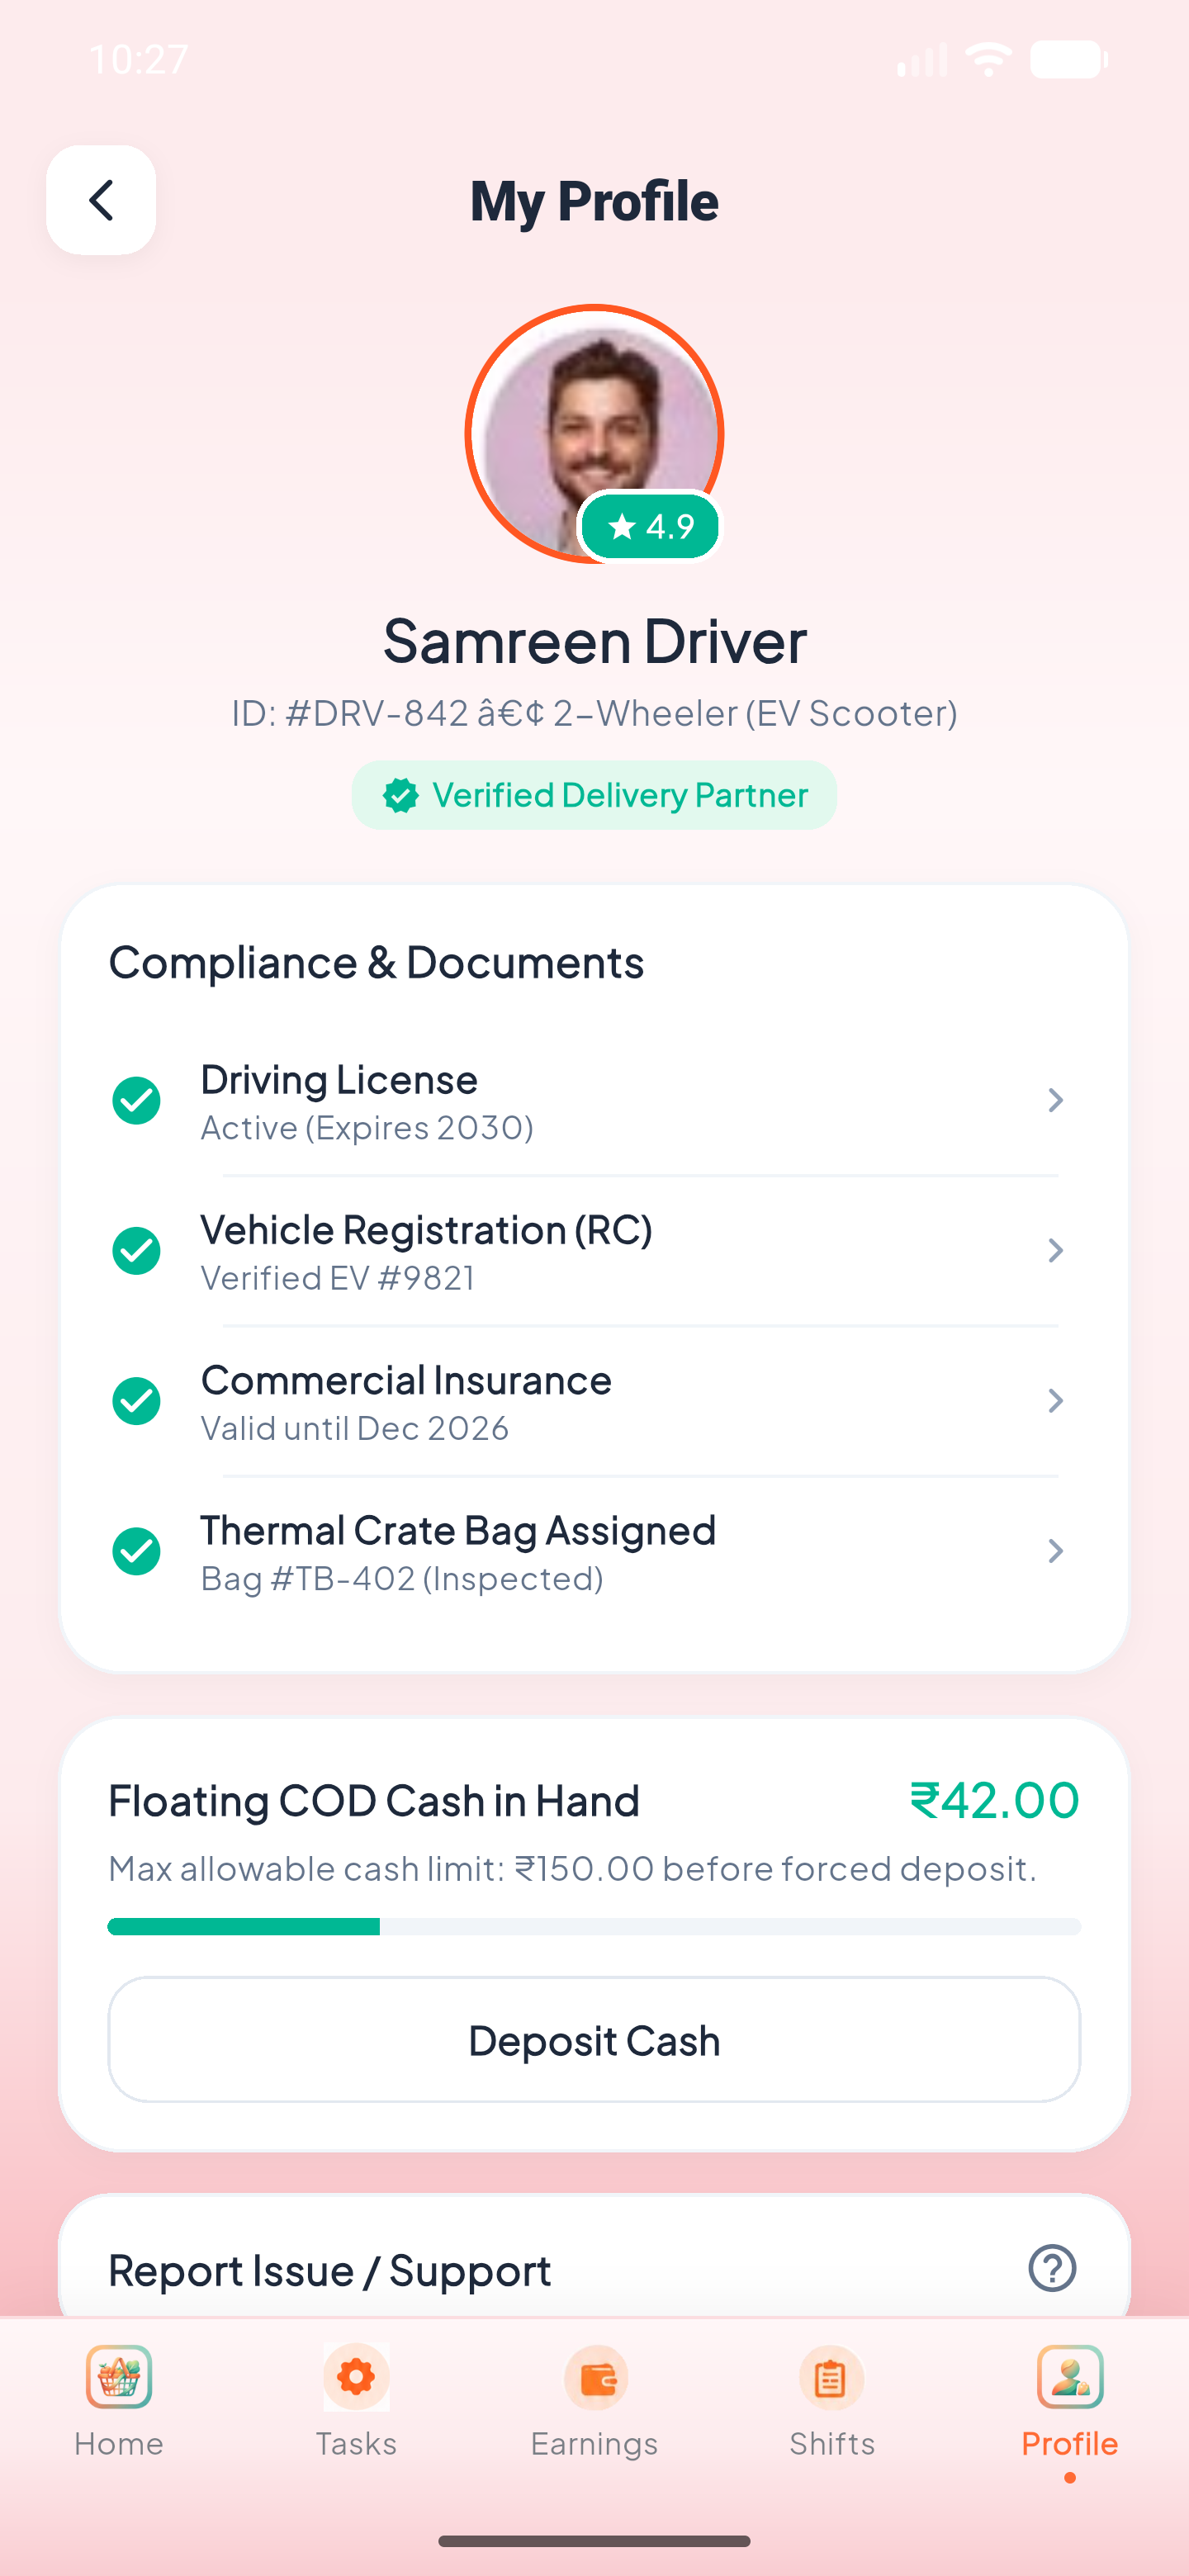 10:27
My Profile
★ 4.9
Samreen Driver
ID: #DRV-842 â€¢ 2-Wheeler (EV Scooter)
Verified Delivery Partner
Compliance & Documents
Driving License
Active (Expires 2030)
Vehicle Registration (RC)
Verified EV #9821
Commercial Insurance
Valid until Dec 2026
Thermal Crate Bag Assigned
Bag #TB-402 (Inspected)
Floating COD Cash in Hand ₹42.00
Max allowable cash limit: ₹150.00 before forced deposit.
Deposit Cash
Report Issue / Support
Home Tasks Earnings Shifts Profile